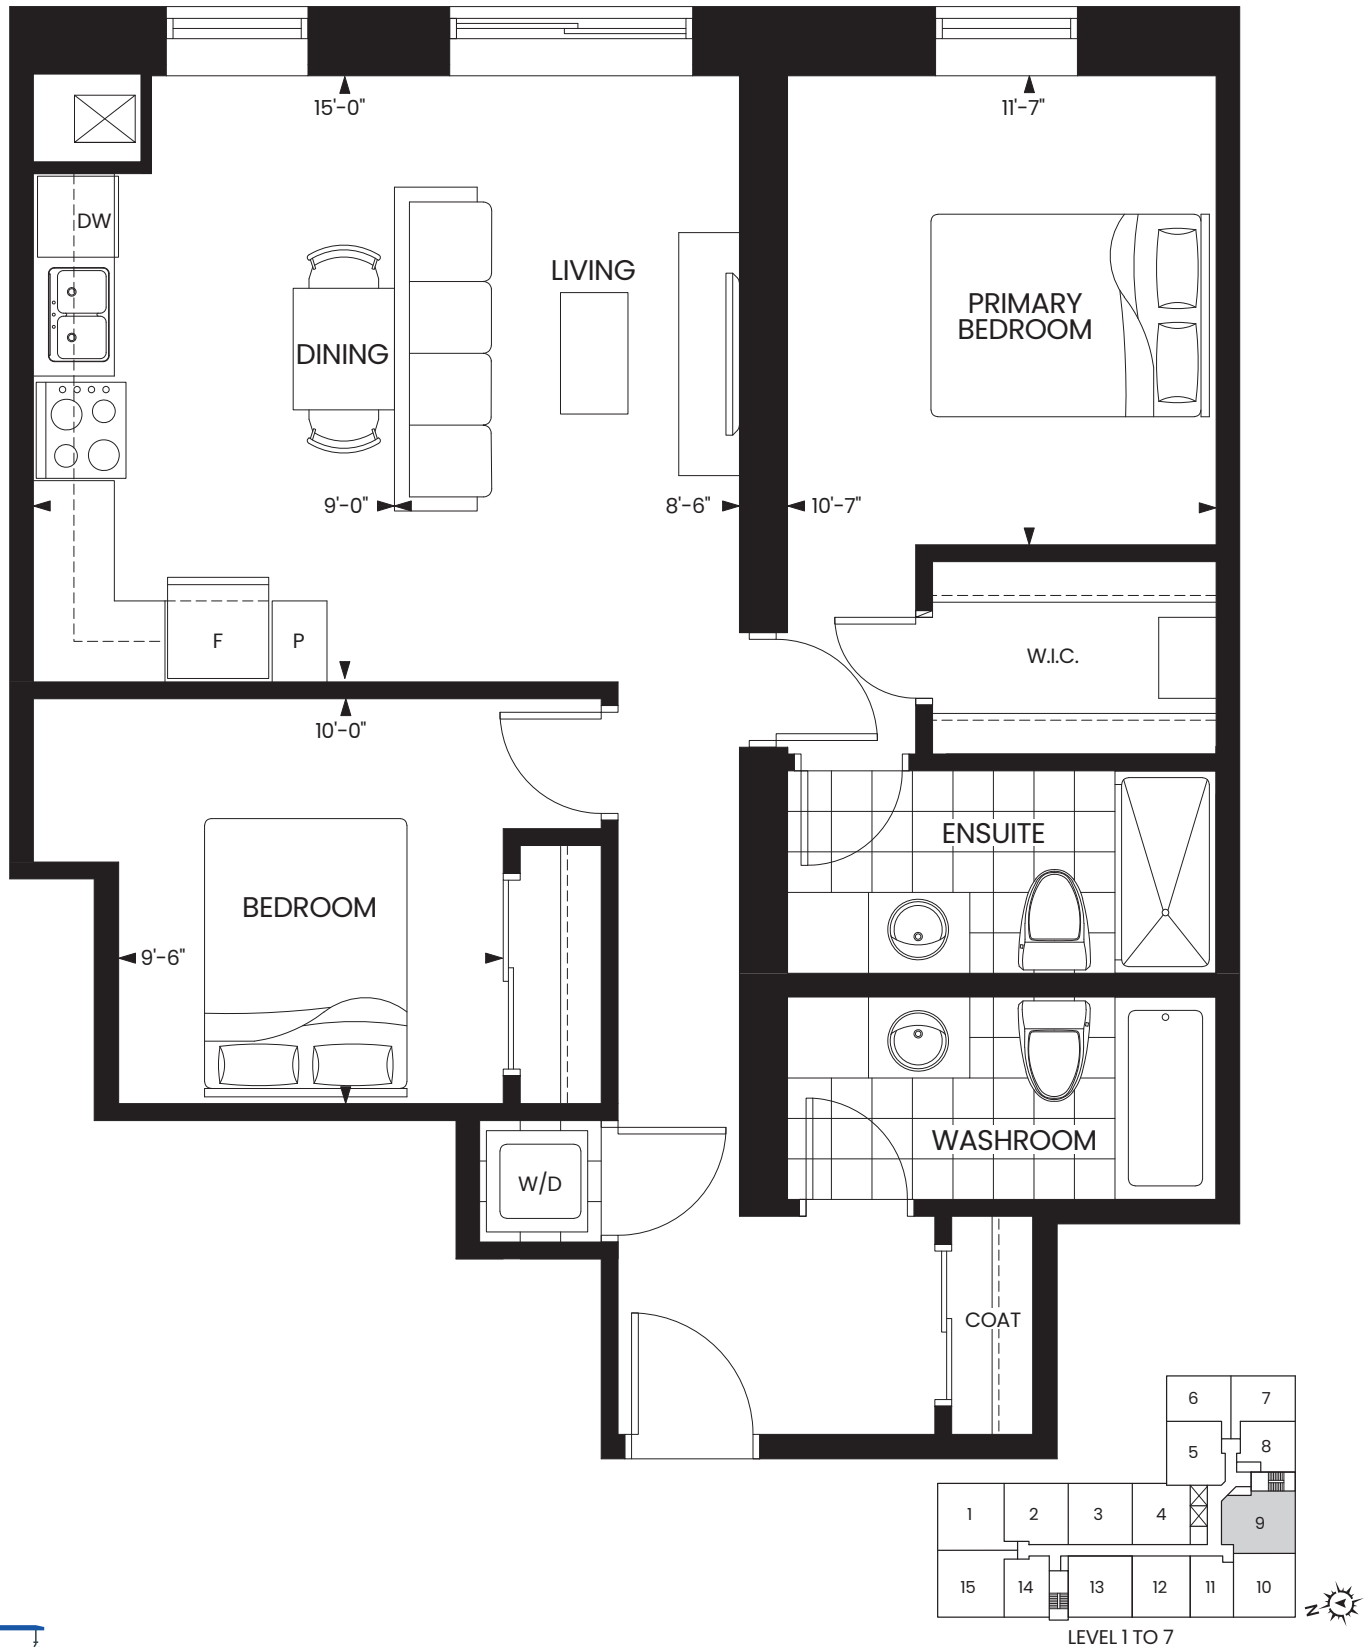 15'-0"
11'-7"
DW
LIVING
PRIMARY
BEDROOM
DINING
9'-0"
8'-6"
10'-7"
F
P
W.I.C.
10'-0"
ENSUITE
BEDROOM
9'-6"
WASHROOM
W/D
COAT
6
7
5
8
1
2
3
4
9
15
14
13
12
11
10
N
LEVEL 1 TO 7